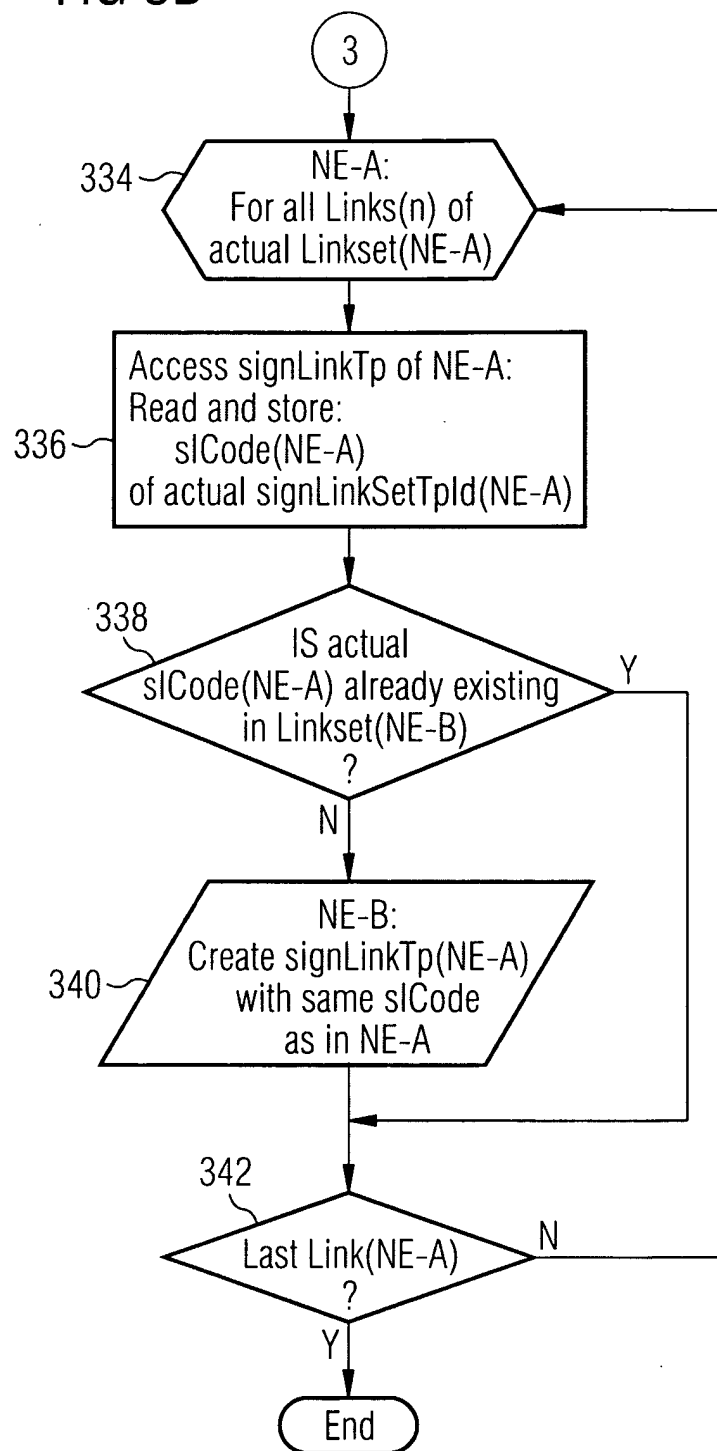 3
334
NE-A:
For all Links(n) of
actual Linkset(NE-A)
336
Access signLinkTp of NE-A:
Read and store:
slCode(NE-A)
of actual signLinkSetTpId(NE-A)
338
IS actual
slCode(NE-A) already existing
in Linkset(NE-B)
?
Y
N
340
NE-B:
Create signLinkTp(NE-A)
with same slCode
as in NE-A
342
Last Link(NE-A)
?
N
Y
End